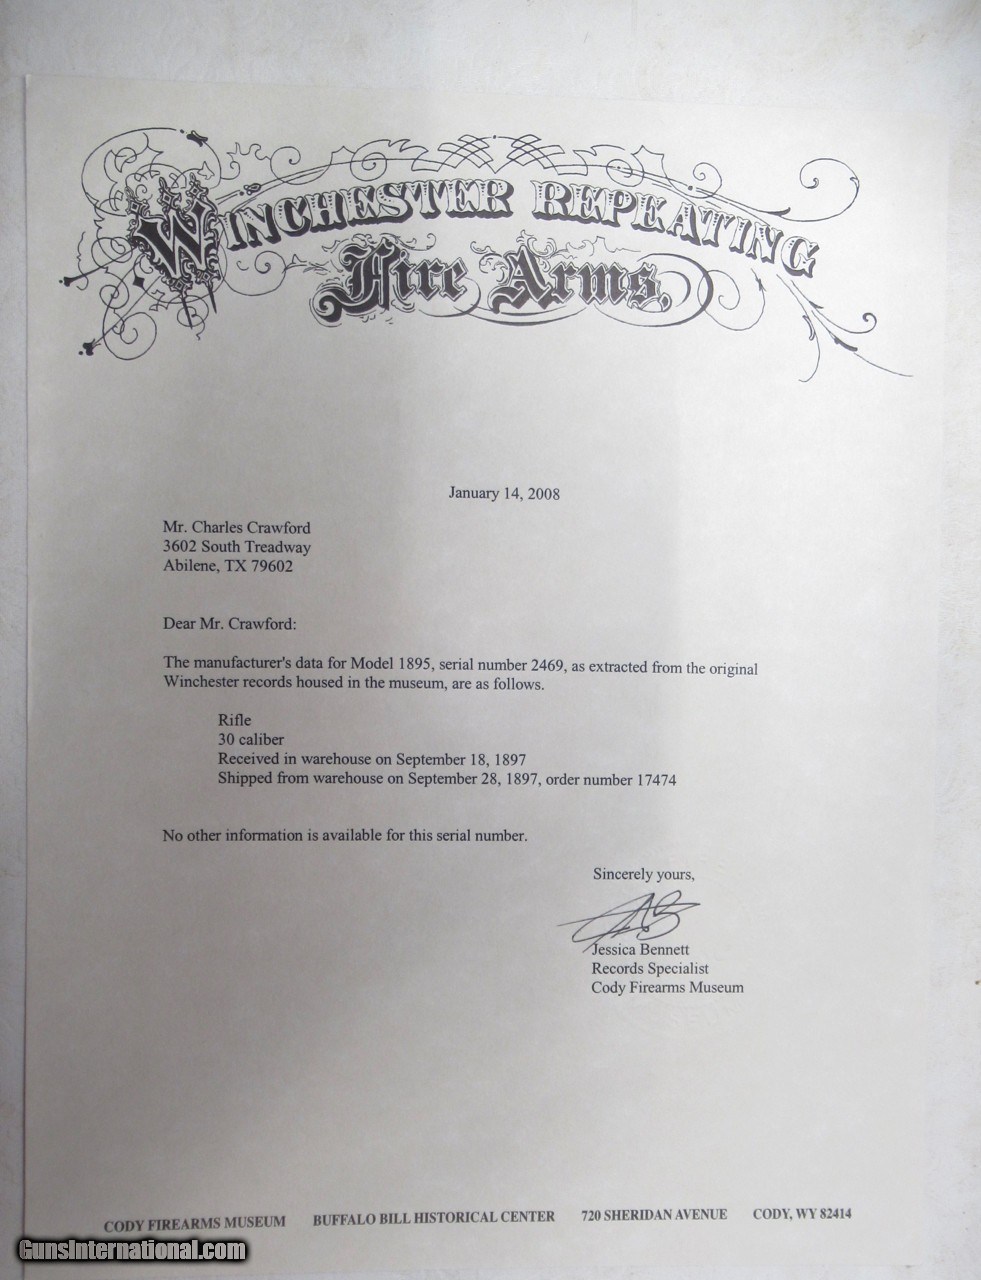 WINCHESTER REPEATING
Fire Arms,
January 14, 2008
Mr. Charles Crawford
3602 South Treadway
Abilene, TX 79602
Dear Mr. Crawford:
The manufacturer's data for Model 1895, serial number 2469, as extracted from the original
Winchester records housed in the museum, are as follows.
Rifle
30 caliber
Received in warehouse on September 18, 1897
Shipped from warehouse on September 28, 1897, order number 17474
No other information is available for this serial number.
Sincerely yours,
Jessica Bennett
Records Specialist
Cody Firearms Museum
CODY FIREARMS MUSEUM BUFFALO BILL HISTORICAL CENTER 720 SHERIDAN AVENUE CODY, WY 82414
GunsInternational.com